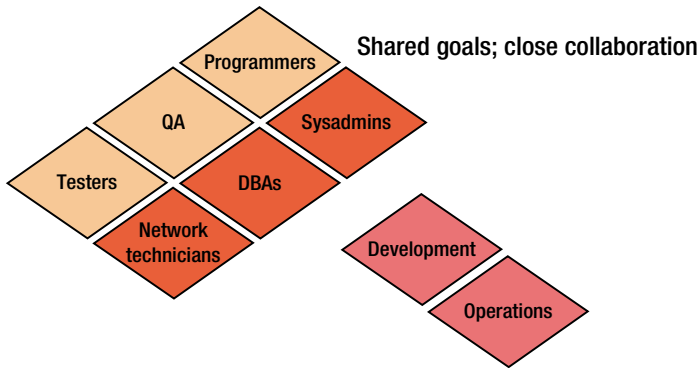 Programmers
Shared goals; close collaboration
QA
Sysadmins
Testers
DBAs
Network
technicians
Development
Operations